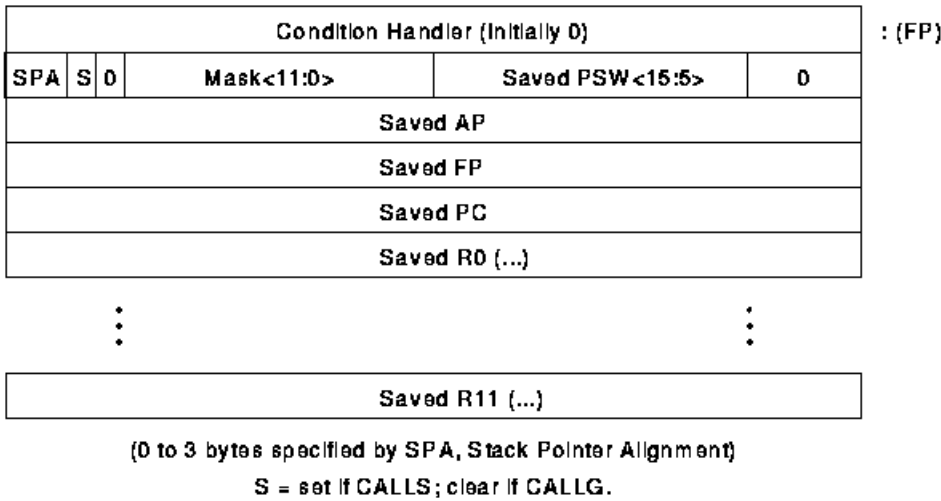 Condition Handler (Initially 0) : (FP)
SPA S 0 Mask<11:0> Saved PSW<15:5> 0
Saved AP
Saved FP
Saved PC
Saved R0 (...)
Saved R11 (...)
(0 to 3 bytes specified by SPA, Stack Pointer Alignment)
S = set if CALLS; clear if CALLG.